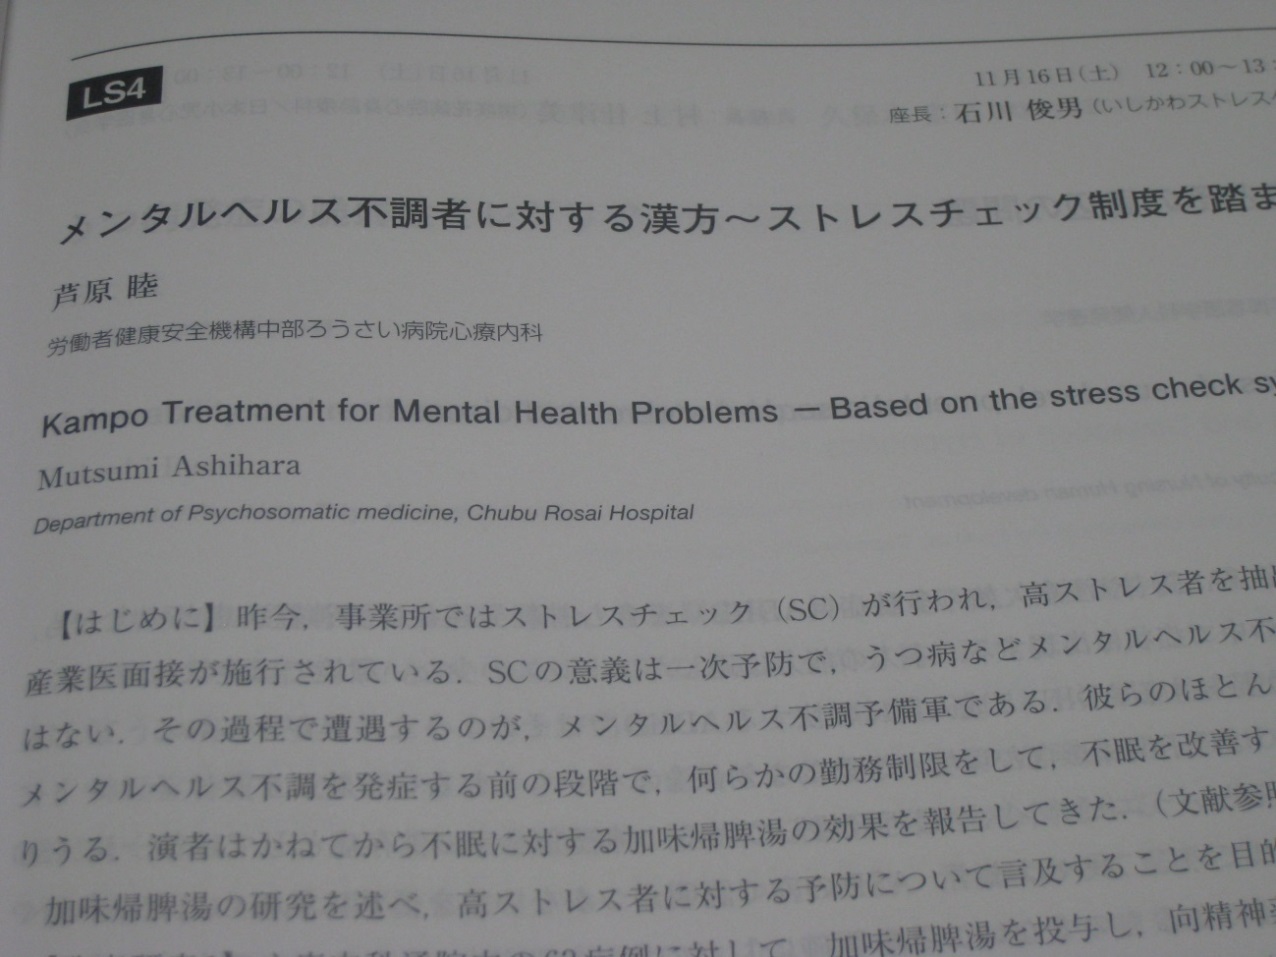 LS4
11月16日(土) 12:00~13:
座長:石川 俊男(いしかわストレス
メンタルヘルス不調者に対する漢方~ストレスチェック制度を踏ま
芦原 睦
労働者健康安全機構中部ろうさい病院心療内科
Kampo Treatment for Mental Health Problems —Based on the stress check sy
Mutsumi Ashihara
Department of Psychosomatic medicine, Chubu Rosai Hospital
【はじめに】昨今,事業所ではストレスチェック(SC)が行われ,高ストレス者を抽出
産業医面接が施行されている.SCの意義は一次予防で,うつ病などメンタルヘルス不
はない.その過程で遭遇するのが,メンタルヘルス不調予備軍である.彼らのほとん
メンタルヘルス不調を発症する前の段階で,何らかの勤務制限をして,不眠を改善す
りうる.演者はかねてから不眠に対する加味帰脾湯の効果を報告してきた.(文献参照
加味帰脾湯の研究を述べ,高ストレス者に対する予防について言及することを目的
病例に対して,加味帰脾湯を投与し,向精神薬